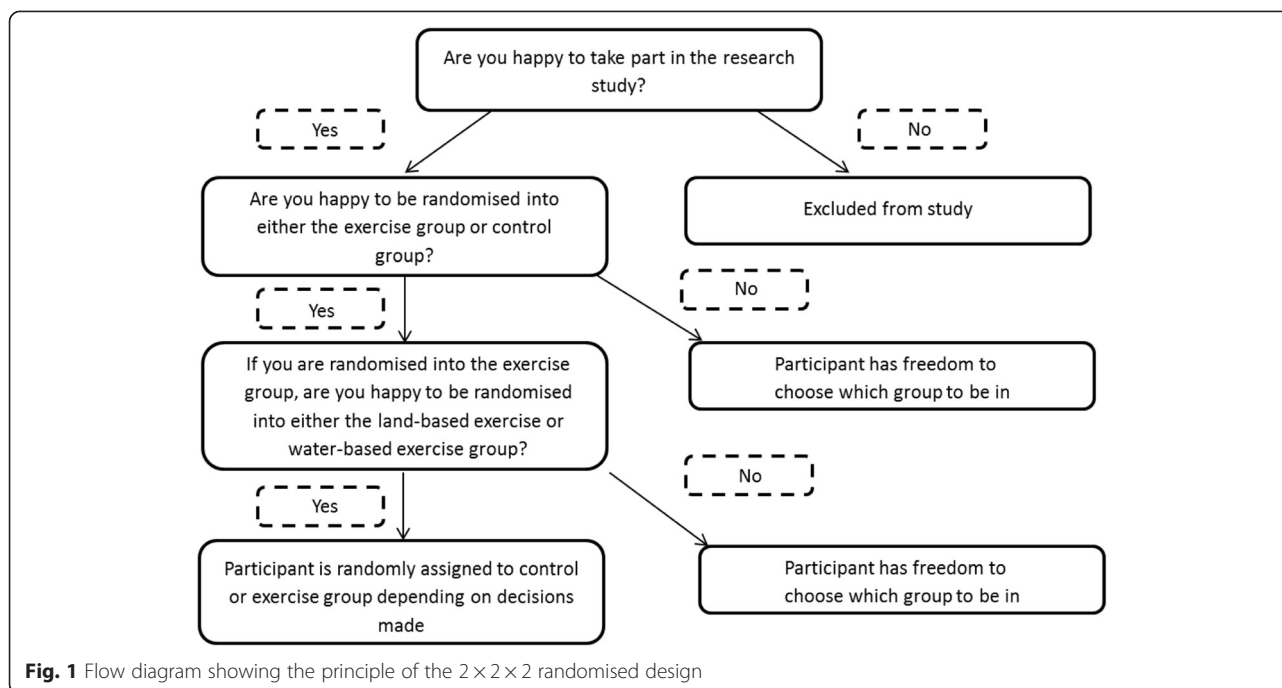 Are you happy to take part in the research
study?
Yes
No
Are you happy to be randomised into
either the exercise group or control
group?
Excluded from study
Yes
No
If you are randomised into the exercise
group, are you happy to be randomised
into either the land-based exercise or
water-based exercise group?
Participant has freedom to
choose which group to be in
Yes
No
Participant is randomly assigned to control
or exercise group depending on decisions
made
Participant has freedom to
choose which group to be in
Fig. 1 Flow diagram showing the principle of the 2 × 2 × 2 randomised design